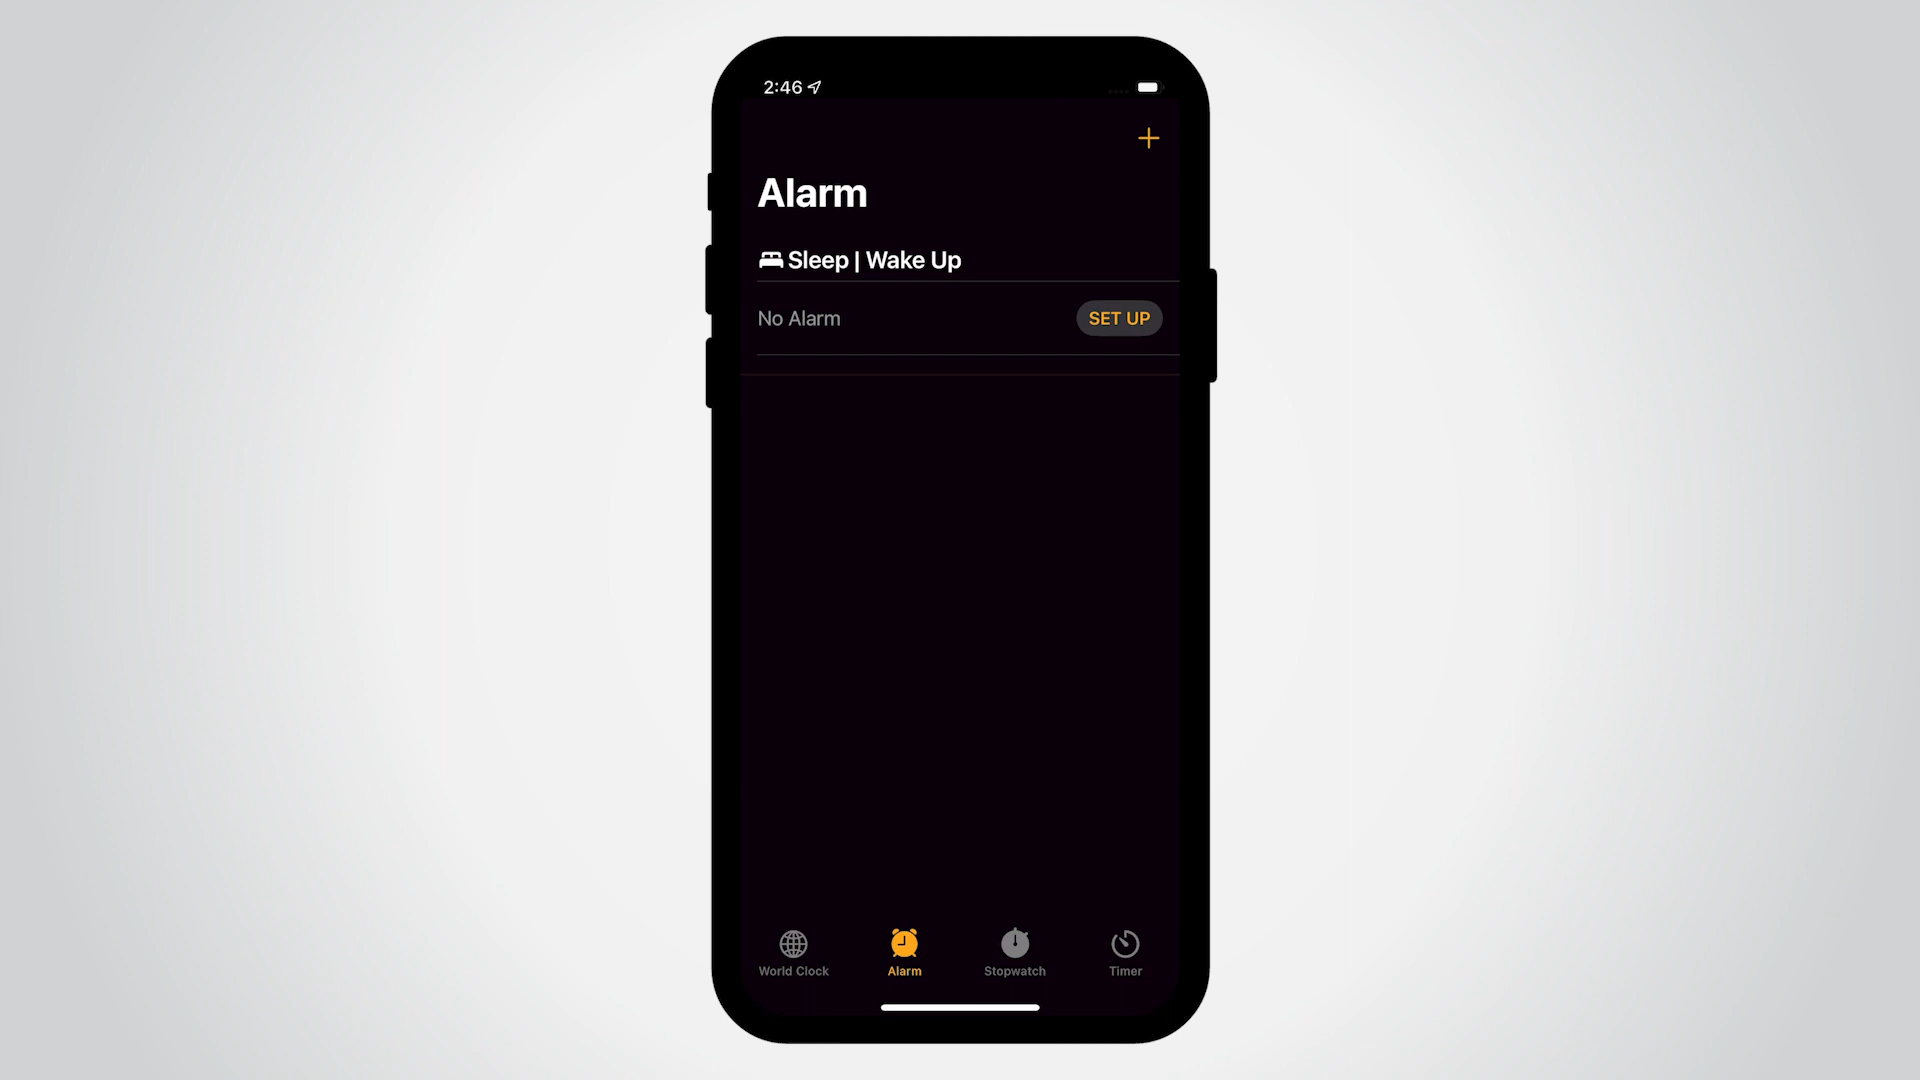 2:46
Alarm
Sleep | Wake Up
No Alarm
SET UP
World Clock
Alarm
Stopwatch
Timer